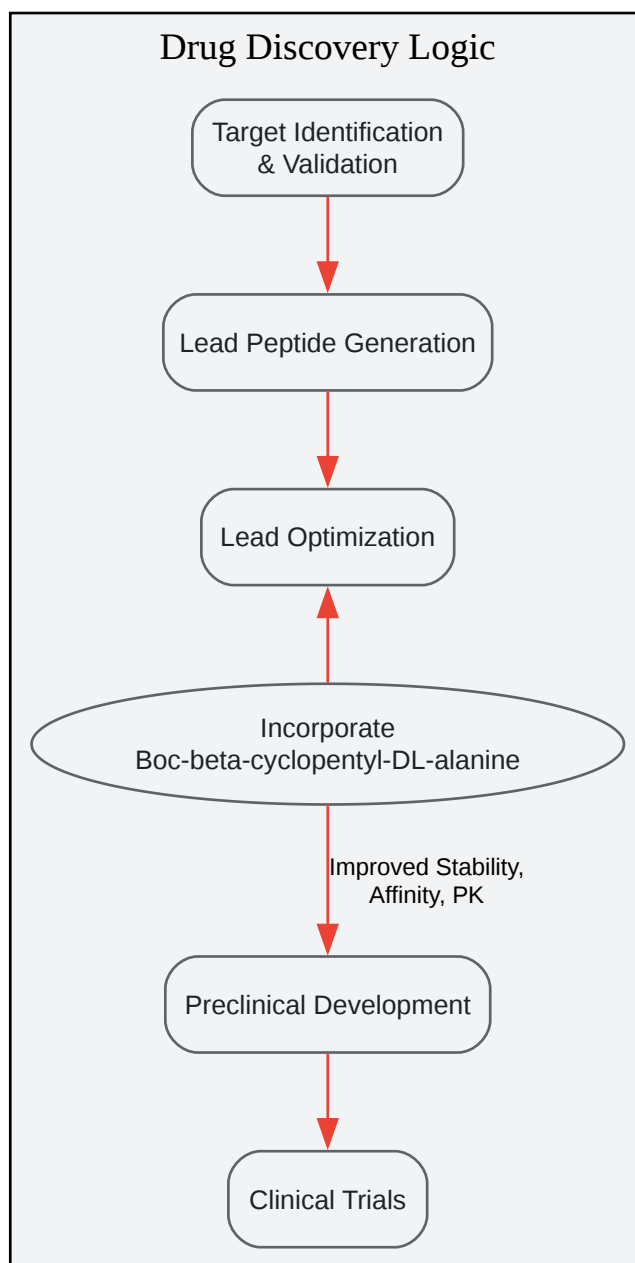 Drug Discovery Logic
Target Identification
& Validation
Lead Peptide Generation
Lead Optimization
Incorporate
Boc-beta-cyclopentyl-DL-alanine
Improved Stability,
Affinity, PK
Preclinical Development
Clinical Trials